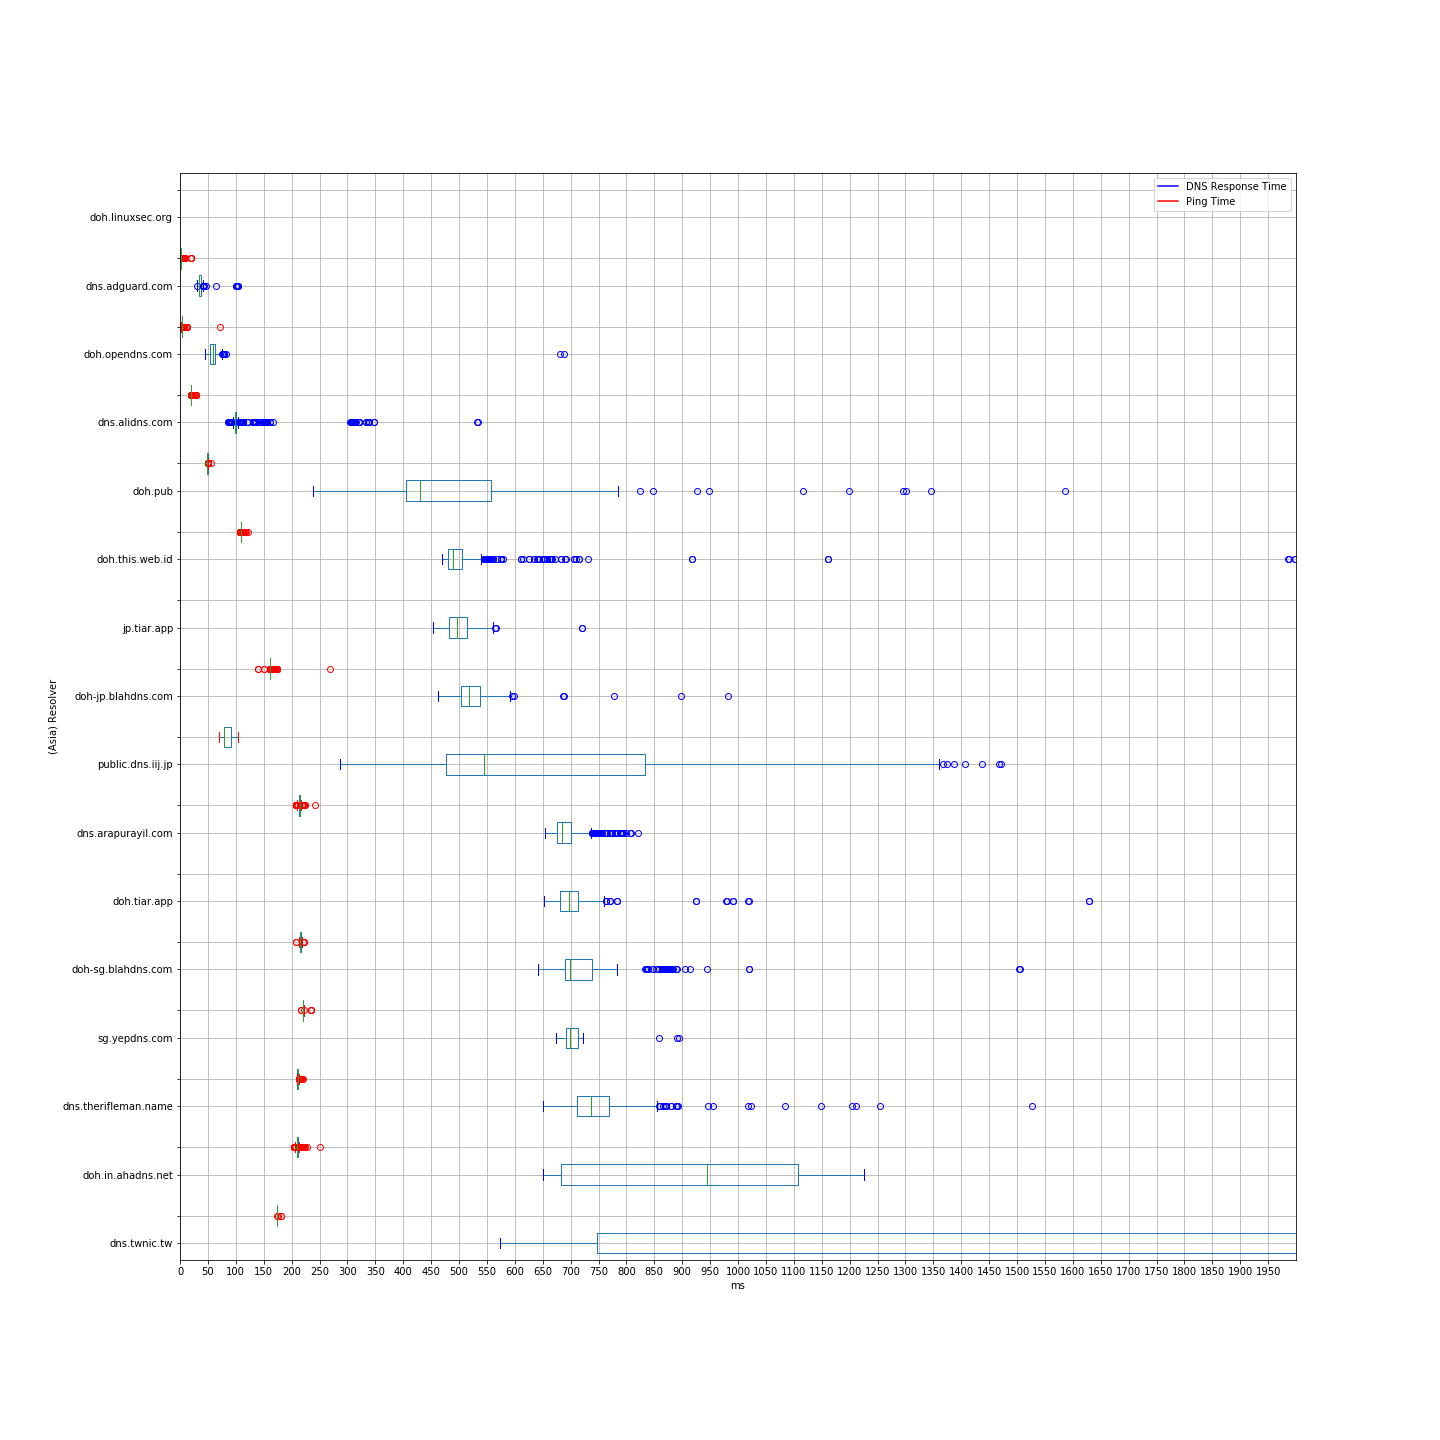 DNS Response Time
Ping Time
doh.linuxsec.org
dns.adguard.com
doh.opendns.com
dns.alidns.com
doh.pub
doh.this.web.id
jp.tiar.app
doh-jp.blahdns.com
public.dns.iij.jp
dns.arapurayil.com
doh.tiar.app
doh-sg.blahdns.com
sg.yepdns.com
dns.therifleman.name
doh.in.ahadns.net
dns.twnic.tw
(Asia) Resolver
0 50 100 150 200 250 300 350 400 450 500 550 600 650 700 750 800 850 900 950 1000 1050 1100 1150 1200 1250 1300 1350 1400 1450 1500 1550 1600 1650 1700 1750 1800 1850 1900 1950
ms